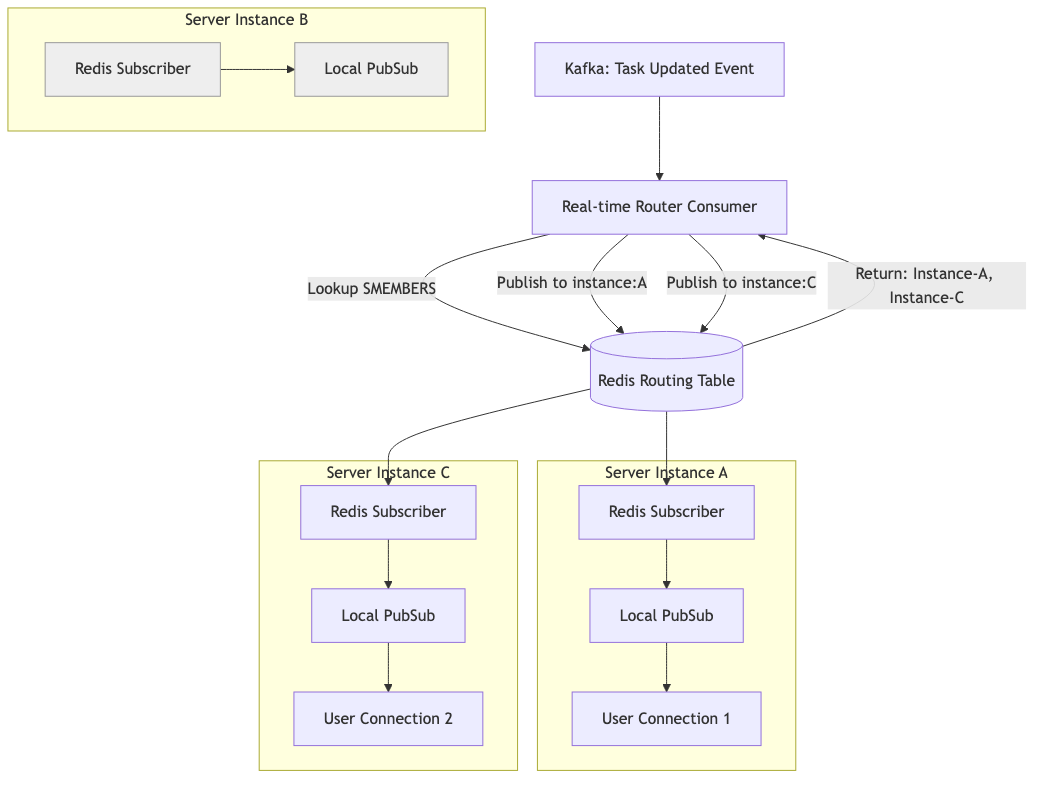 Server Instance B
Redis Subscriber
Local PubSub
Kafka: Task Updated Event
Real-time Router Consumer
Lookup SMEMBERS
Publish to instance:A
Publish to instance:C
Return: Instance-A,
Instance-C
Redis Routing Table
Server Instance C
Redis Subscriber
Local PubSub
User Connection 2
Server Instance A
Redis Subscriber
Local PubSub
User Connection 1